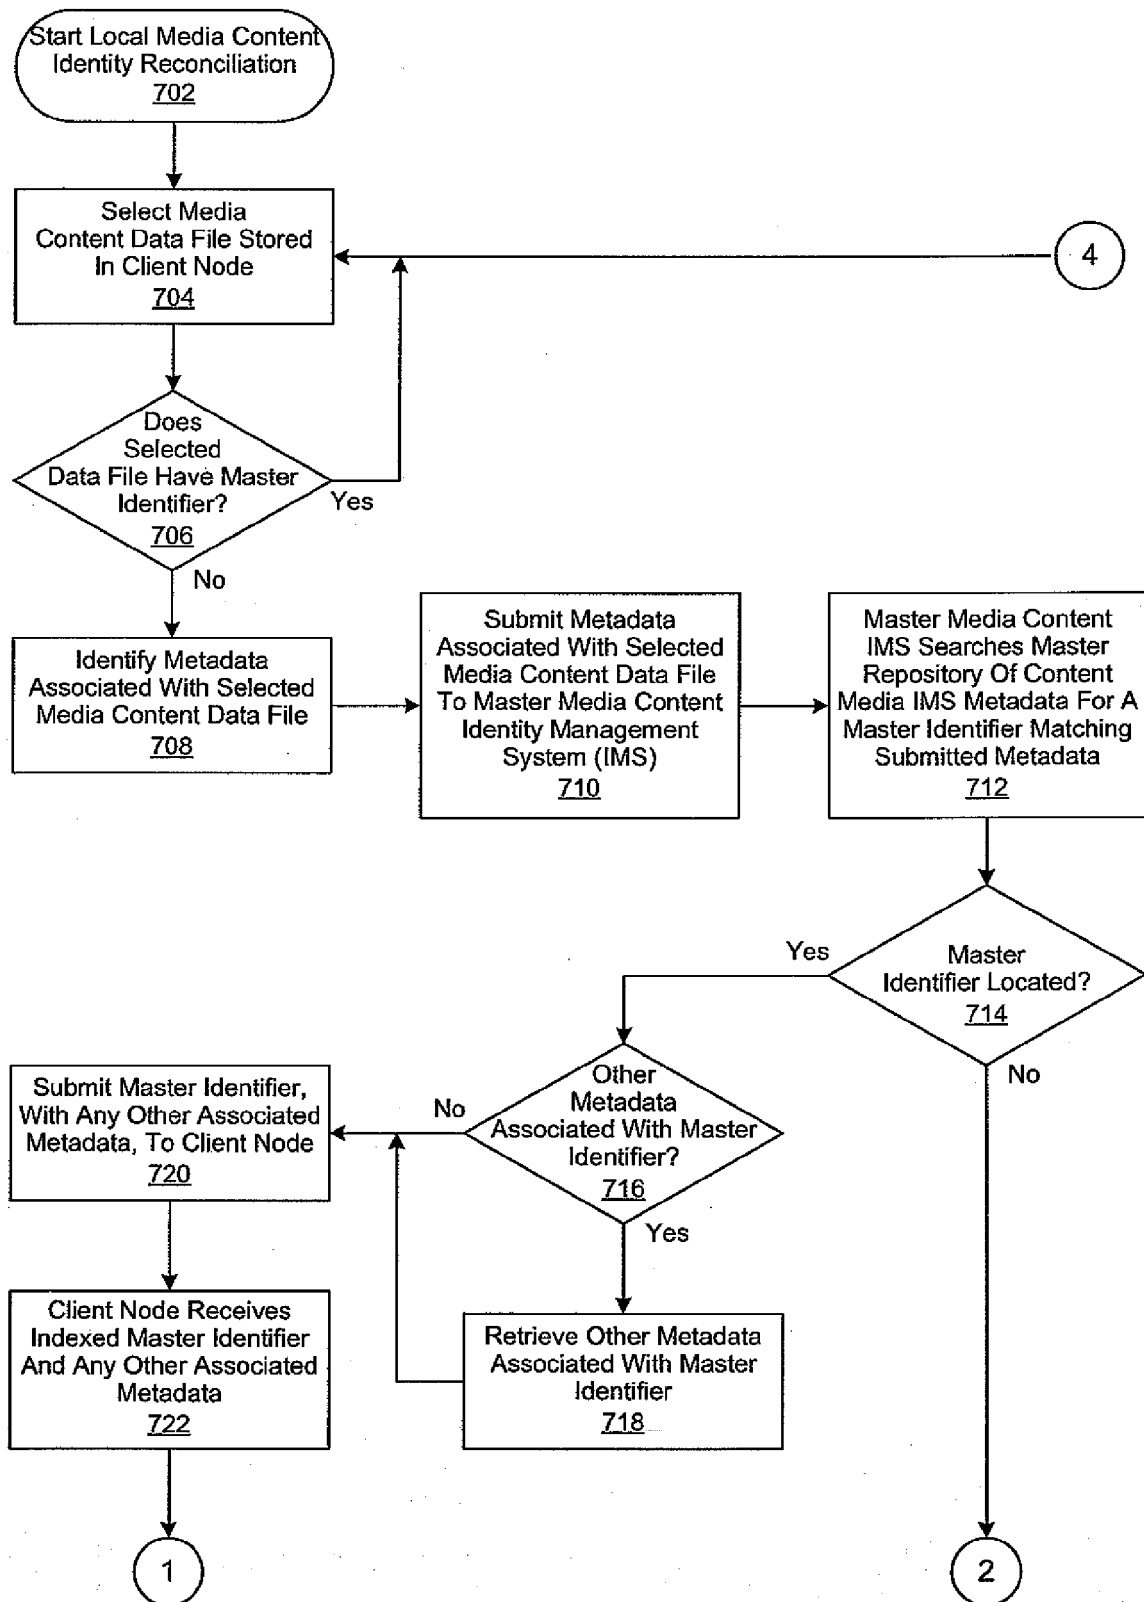 Start Local Media Content
Identity Reconciliation
702
Select Media
Content Data File Stored
In Client Node
704
4
Does
Selected
Data File Have Master
Identifier?
706
Yes
No
Identify Metadata
Associated With Selected
Media Content Data File
708
Submit Metadata
Associated With Selected
Media Content Data File
To Master Media Content
Identity Management
System (IMS)
710
Master Media Content
IMS Searches Master
Repository Of Content
Media IMS Metadata For A
Master Identifier Matching
Submitted Metadata
712
Master
Identifier Located?
714
Yes
No
Other
Metadata
Associated With Master
Identifier?
716
No
Yes
Submit Master Identifier,
With Any Other Associated
Metadata, To Client Node
720
Retrieve Other Metadata
Associated With Master
Identifier
718
Client Node Receives
Indexed Master Identifier
And Any Other Associated
Metadata
722
1
2